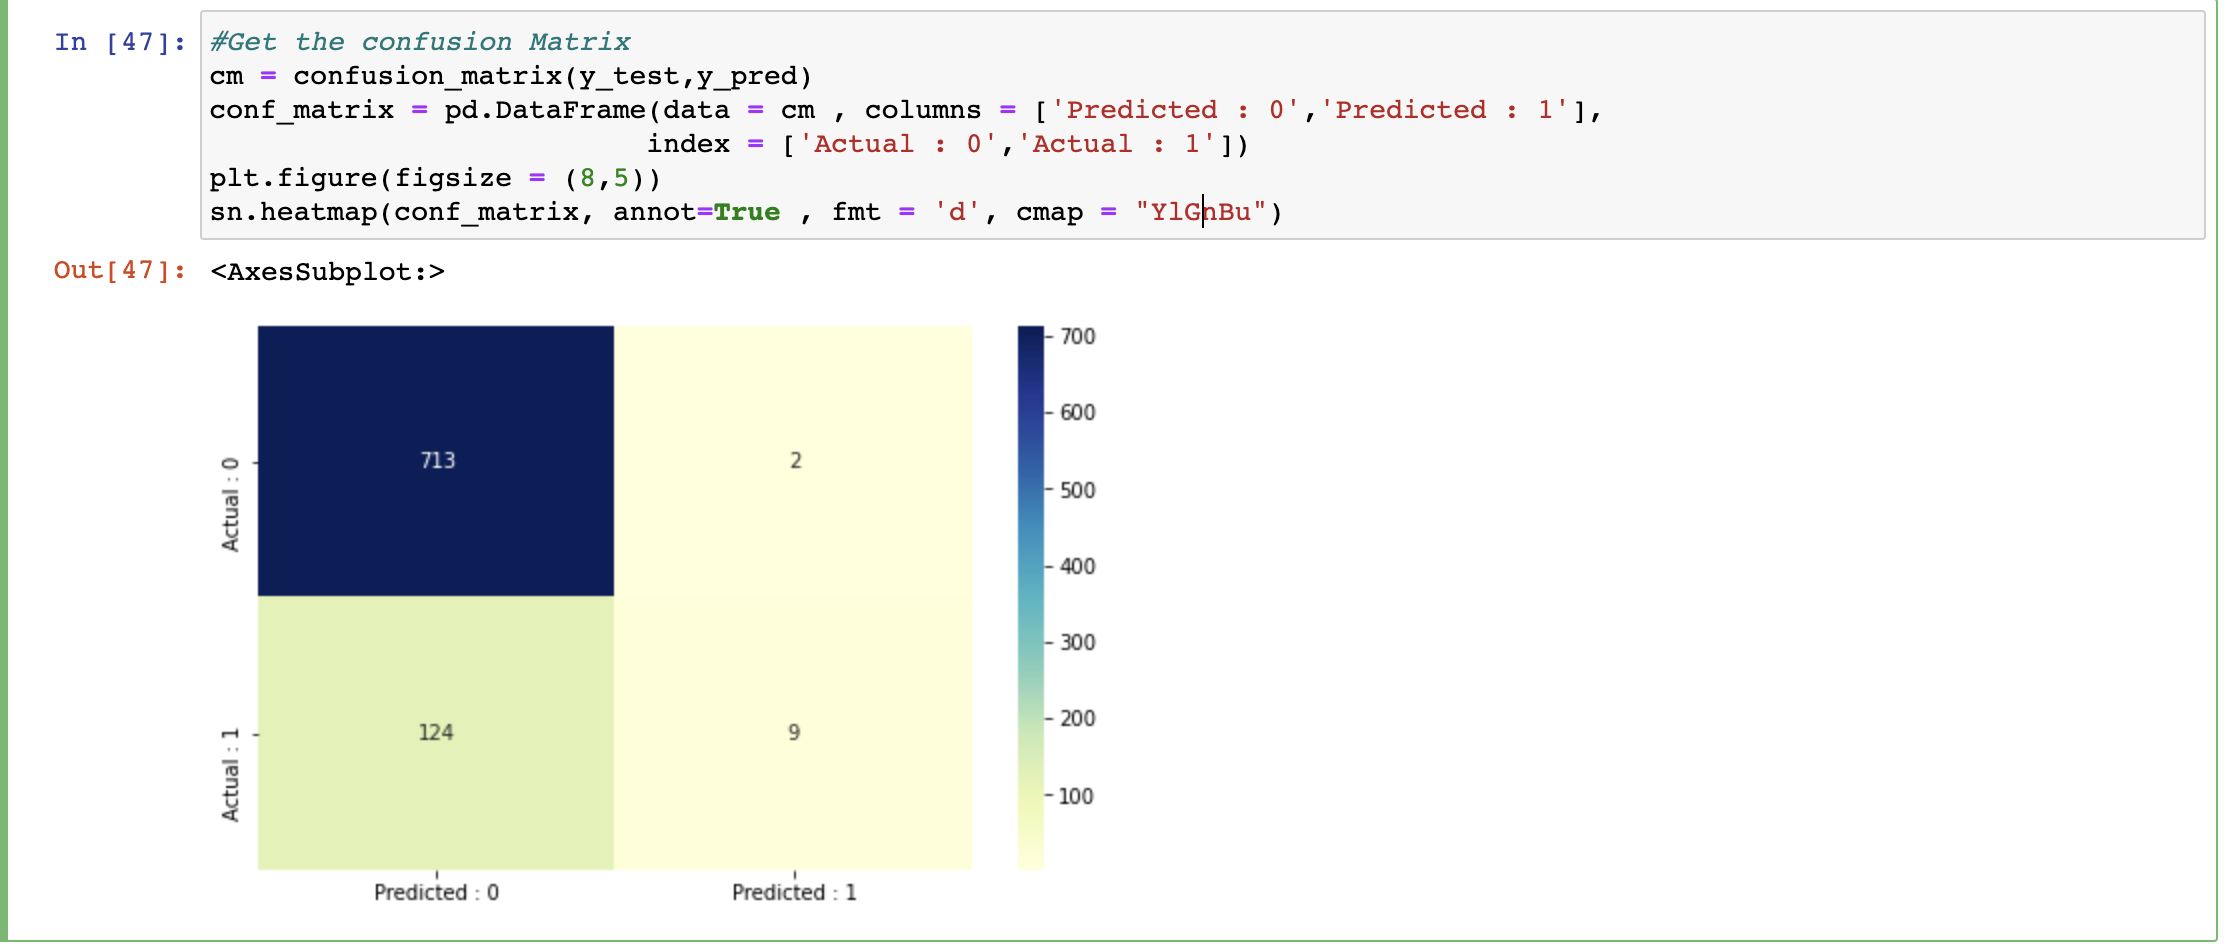 In [47]:
#Get the confusion Matrix
cm = confusion_matrix(y_test,y_pred)
conf_matrix = pd.DataFrame(data = cm , columns = ['Predicted : 0','Predicted : 1'],
                          index = ['Actual : 0','Actual : 1'])
plt.figure(figsize = (8,5))
sn.heatmap(conf_matrix, annot=True , fmt = 'd', cmap = "YlGnBu")
Out[47]: <AxesSubplot:>
Actual : 0
713
2
Actual : 1
124
9
Predicted : 0
Predicted : 1
700
600
500
400
300
200
100